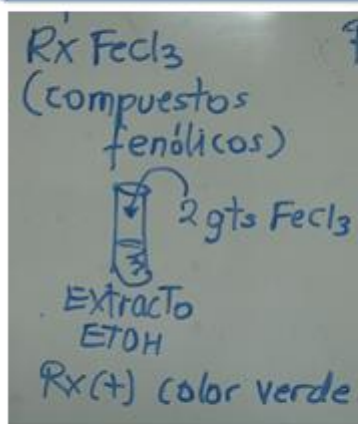 Rx FeCl3
(compuestos
fenólicos)
2 gts FeCl3
Extracto
ETOH
Rx(+) color verde